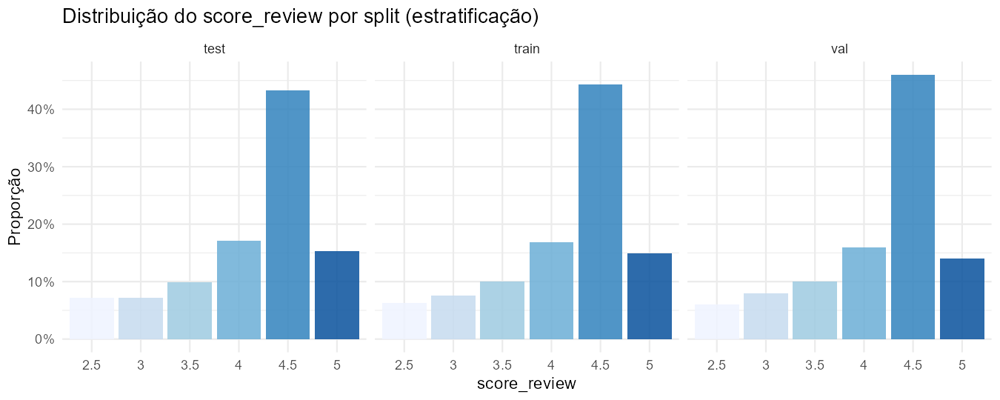 Distribuição do score_review por split (estratificação)
test train val
40%
30%
20%
10%
0%
Proporção
2.5 3 3.5 4 4.5 5 2.5 3 3.5 4 4.5 5 2.5 3 3.5 4 4.5 5
score_review